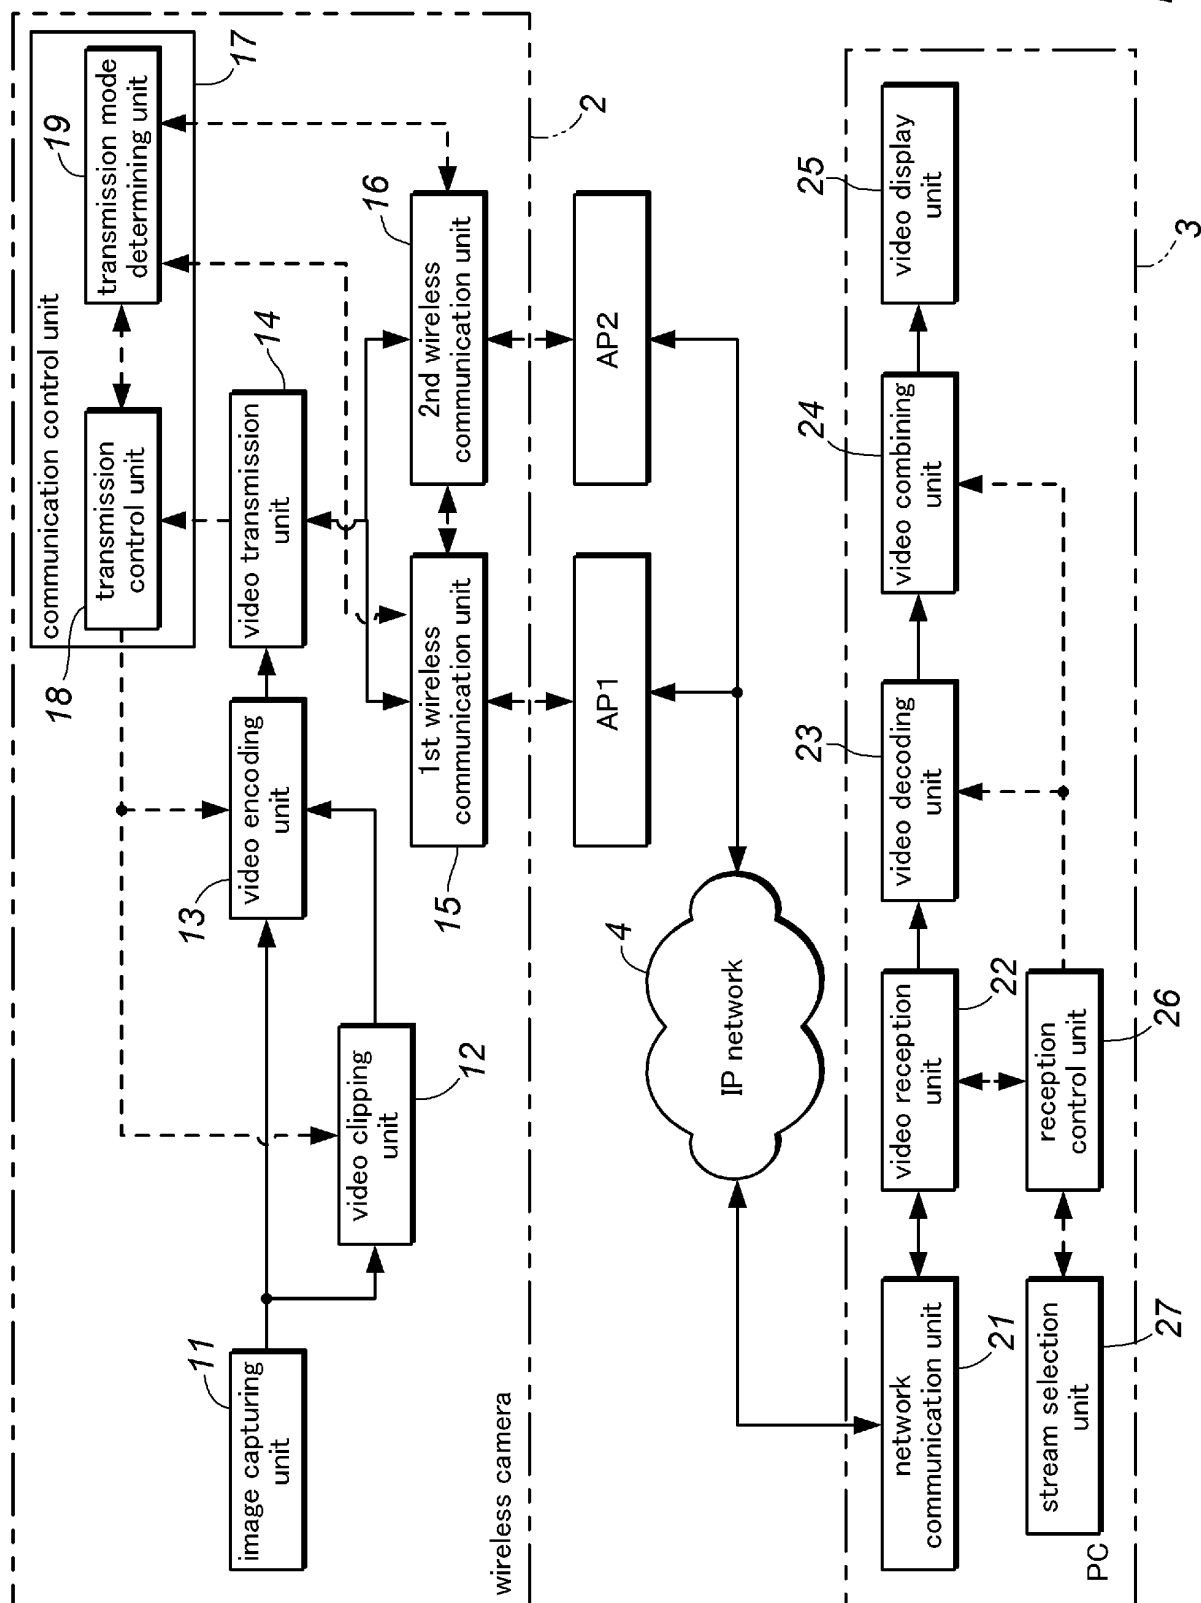 wireless camera
11
image capturing
unit
12
video clipping
unit
13
video encoding
unit
14
video transmission
unit
communication control unit
17
18
transmission
control unit
19
transmission mode
determining unit
15
1st wireless
communication unit
16
2nd wireless
communication unit
2
AP1
AP2
4
IP network
PC
3
21
network
communication unit
22
video reception
unit
23
video decoding
unit
24
video combining
unit
25
video display
unit
26
reception
control unit
27
stream selection
unit